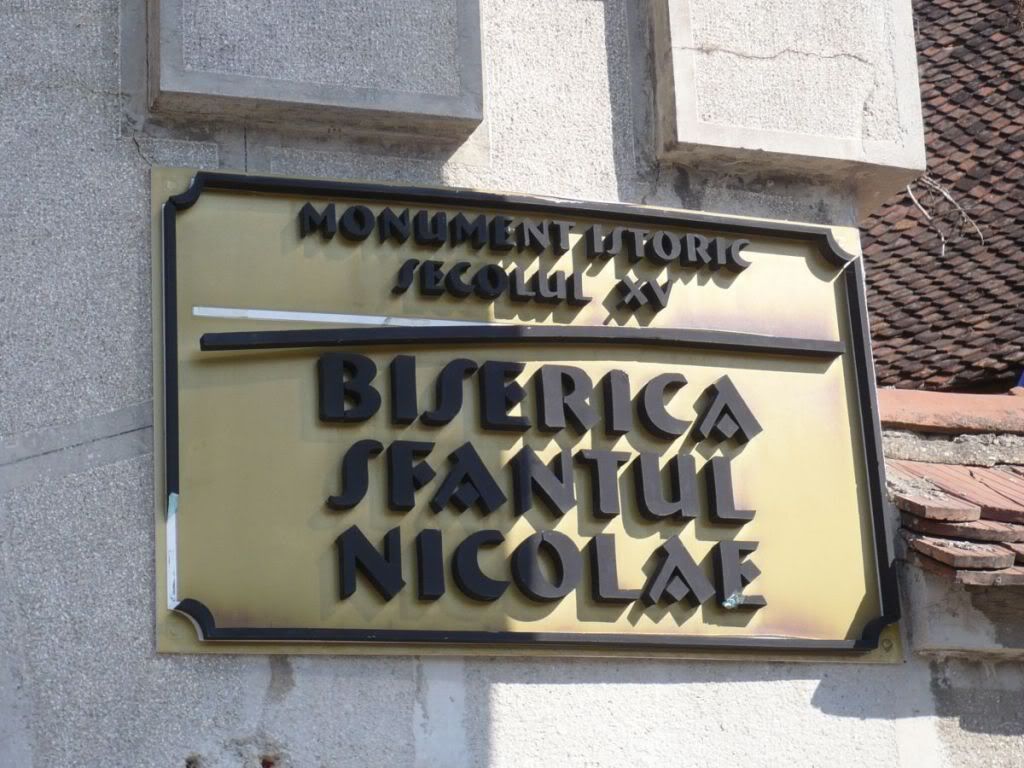 MONUMENT ISTORIC
SECOLUL XV
BISERICA
SFANTUL
NICOLAE